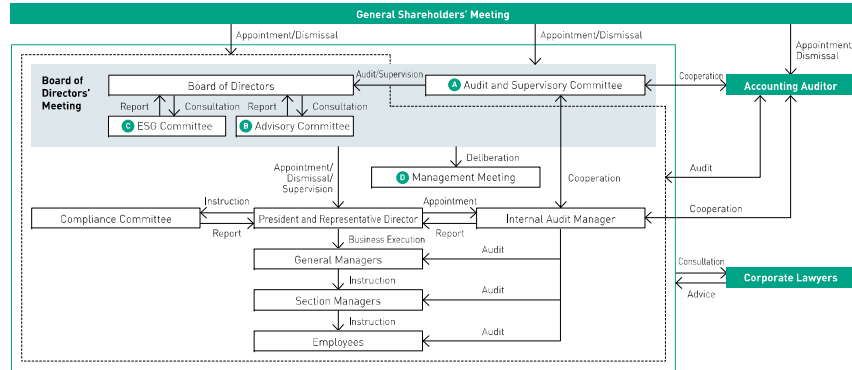 General Shareholders' Meeting
Appointment/Dismissal
Appointment/Dismissal
Appointment/
Dismissal
Board of
Directors'
Meeting
Board of Directors
Audit/Supervision
A Audit and Supervisory Committee
Cooperation
Accounting Auditor
Report
Consultation
Report
Consultation
C ESG Committee
B Advisory Committee
Appointment/
Dismissal/
Supervision
Deliberation
D Management Meeting
Cooperation
Audit
Instruction
Appointment
Cooperation
Compliance Committee
President and Representative Director
Internal Audit Manager
Report
Report
Business Execution
General Managers
Audit
Instruction
Consultation
Corporate Lawyers
Advice
Section Managers
Audit
Instruction
Employees
Audit